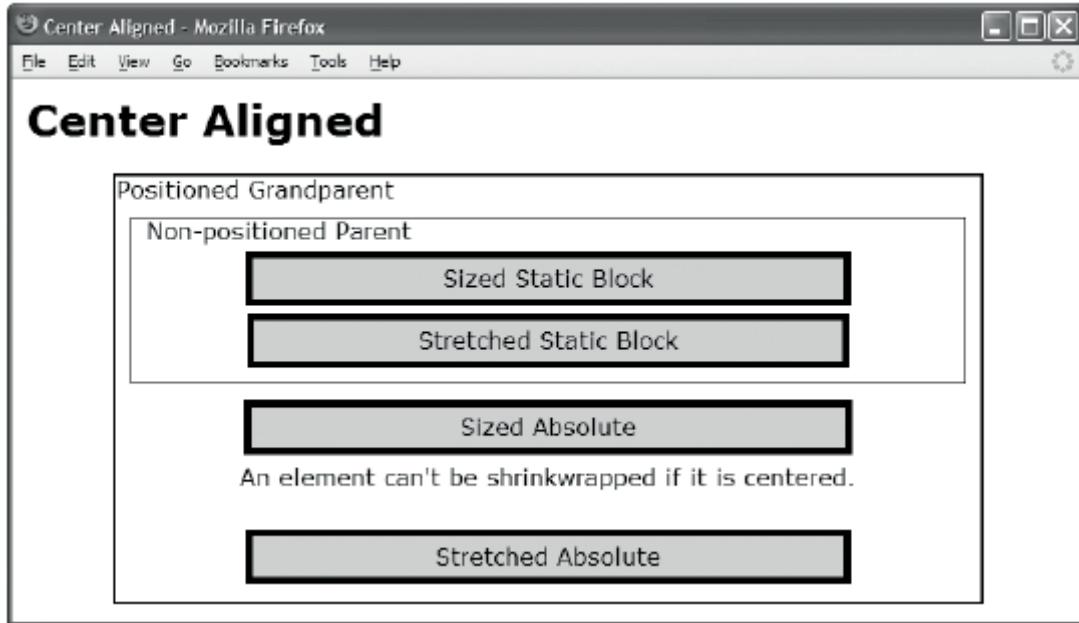 Center Aligned - Mozilla Firefox
File Edit View Go Bookmarks Tools Help
Center Aligned
Positioned Grandparent
Non-positioned Parent
Sized Static Block
Stretched Static Block
Sized Absolute
An element can't be shrinkwrapped if it is centered.
Stretched Absolute